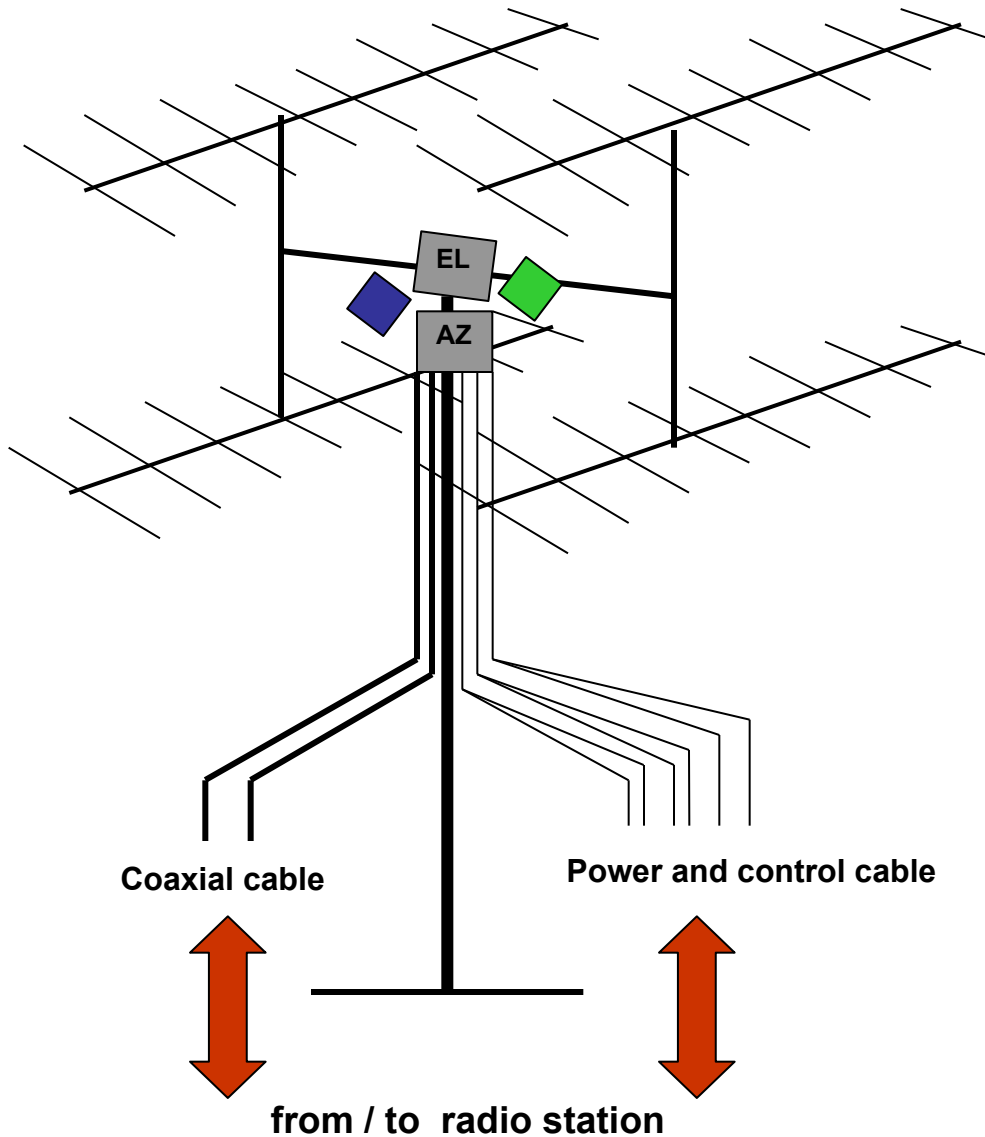 EL
AZ
Coaxial cable
Power and control cable
from / to radio station